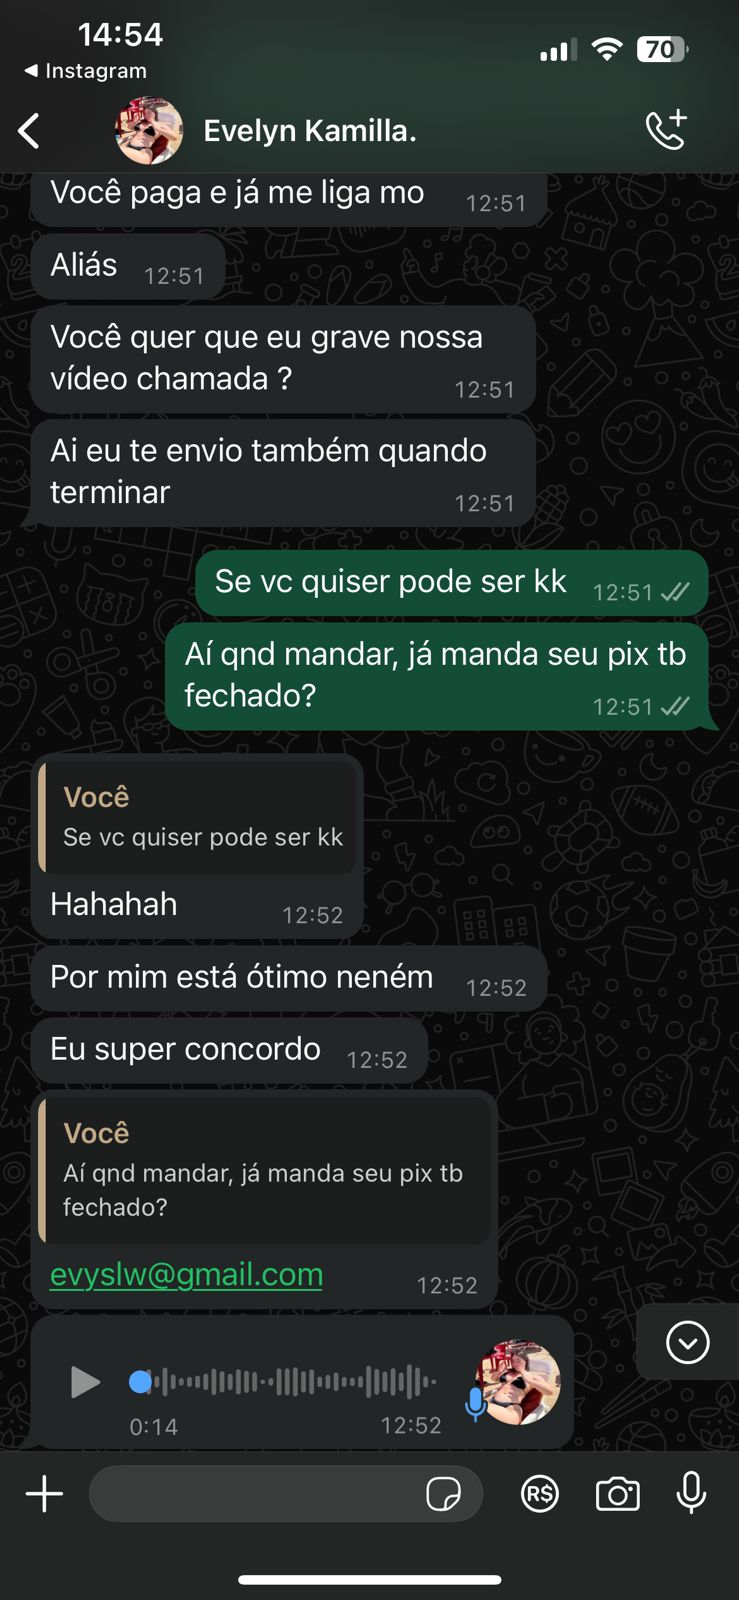 14:54
70
◀ Instagram
Evelyn Kamilla.
Você paga e já me liga mo
12:51
Aliás
12:51
Você quer que eu grave nossa
vídeo chamada ?
12:51
Ai eu te envio também quando
terminar
12:51
Se vc quiser pode ser kk
12:51
Aí qnd mandar, já manda seu pix tb
fechado?
12:51
Você
Se vc quiser pode ser kk
Hahahah
12:52
Por mim está ótimo neném
12:52
Eu super concordo
12:52
Você
Aí qnd mandar, já manda seu pix tb
fechado?
evyslw@gmail.com
12:52
0:14
12:52
R$